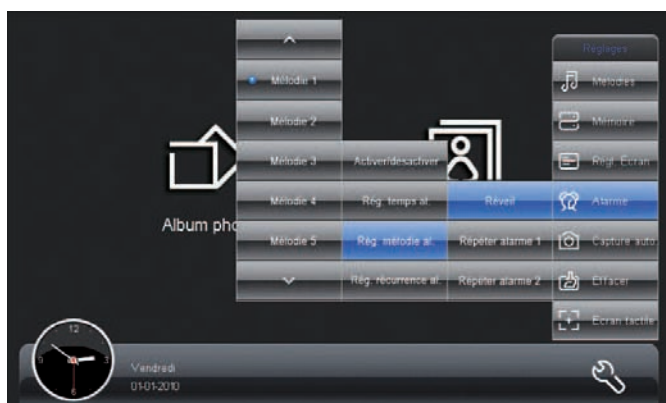 Réglages
Mélodies
Mémoire
Régl. Écran
Alarme
Capture auto.
Effacer
Écran tactile
Réveil
Répéter alarme 1
Répéter alarme 2
Activer/désactiver
Rég. temps al.
Rég. mélodie al.
Rég. récurrence al.
Mélodie 1
Mélodie 2
Mélodie 3
Mélodie 4
Mélodie 5
Album pho
12
3
6
9
Vendredi
01-01-2010